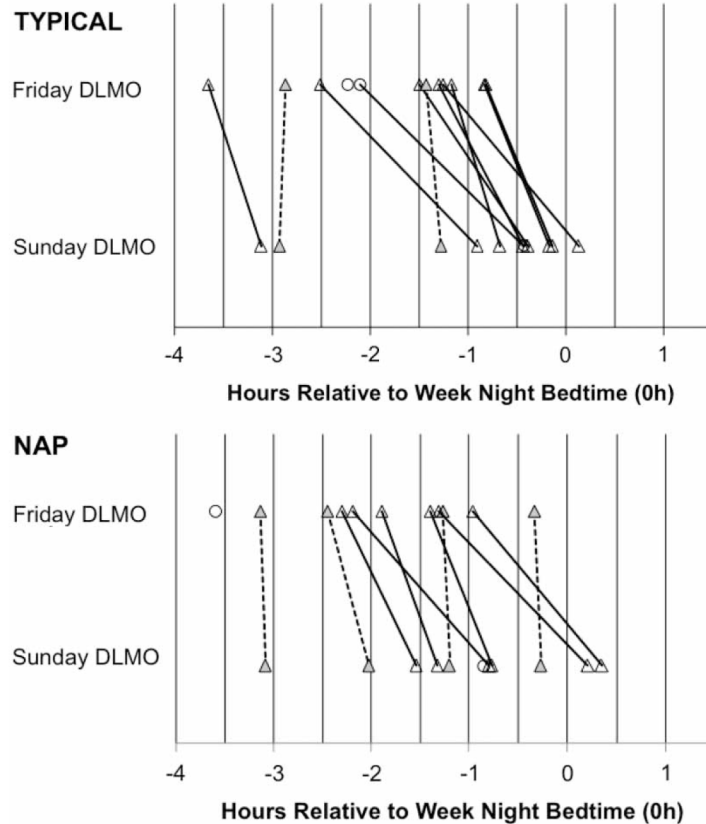 TYPICAL
Friday DLMO
Sunday DLMO
-4 -3 -2 -1 0 1
Hours Relative to Week Night Bedtime (0h)
NAP
Friday DLMO
Sunday DLMO
-4 -3 -2 -1 0 1
Hours Relative to Week Night Bedtime (0h)